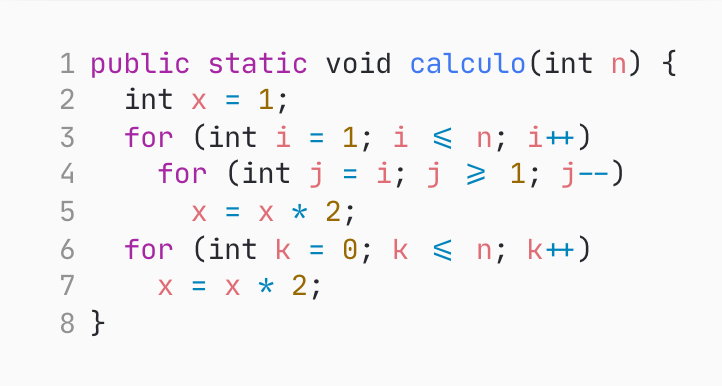 1 public static void calculo(int n) {
2   int x = 1;
3   for (int i = 1; i <= n; i++)
4     for (int j = i; j >= 1; j--)
5       x = x * 2;
6   for (int k = 0; k <= n; k++)
7     x = x * 2;
8 }